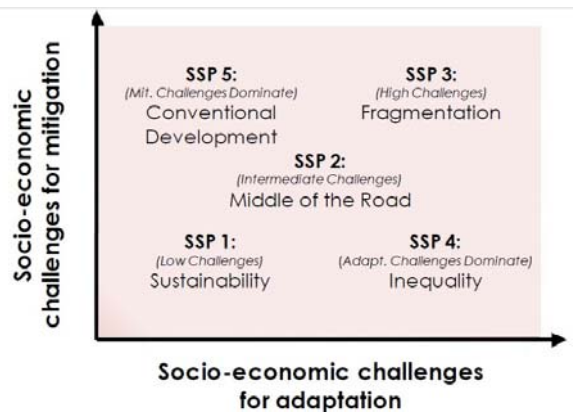 Socio-economic
challenges for mitigation
SSP 5:
(Mit. Challenges Dominate)
Conventional
Development
SSP 3:
(High Challenges)
Fragmentation
SSP 2:
(Intermediate Challenges)
Middle of the Road
SSP 1:
(Low Challenges)
Sustainability
SSP 4:
(Adapt. Challenges Dominate)
Inequality
Socio-economic challenges
for adaptation